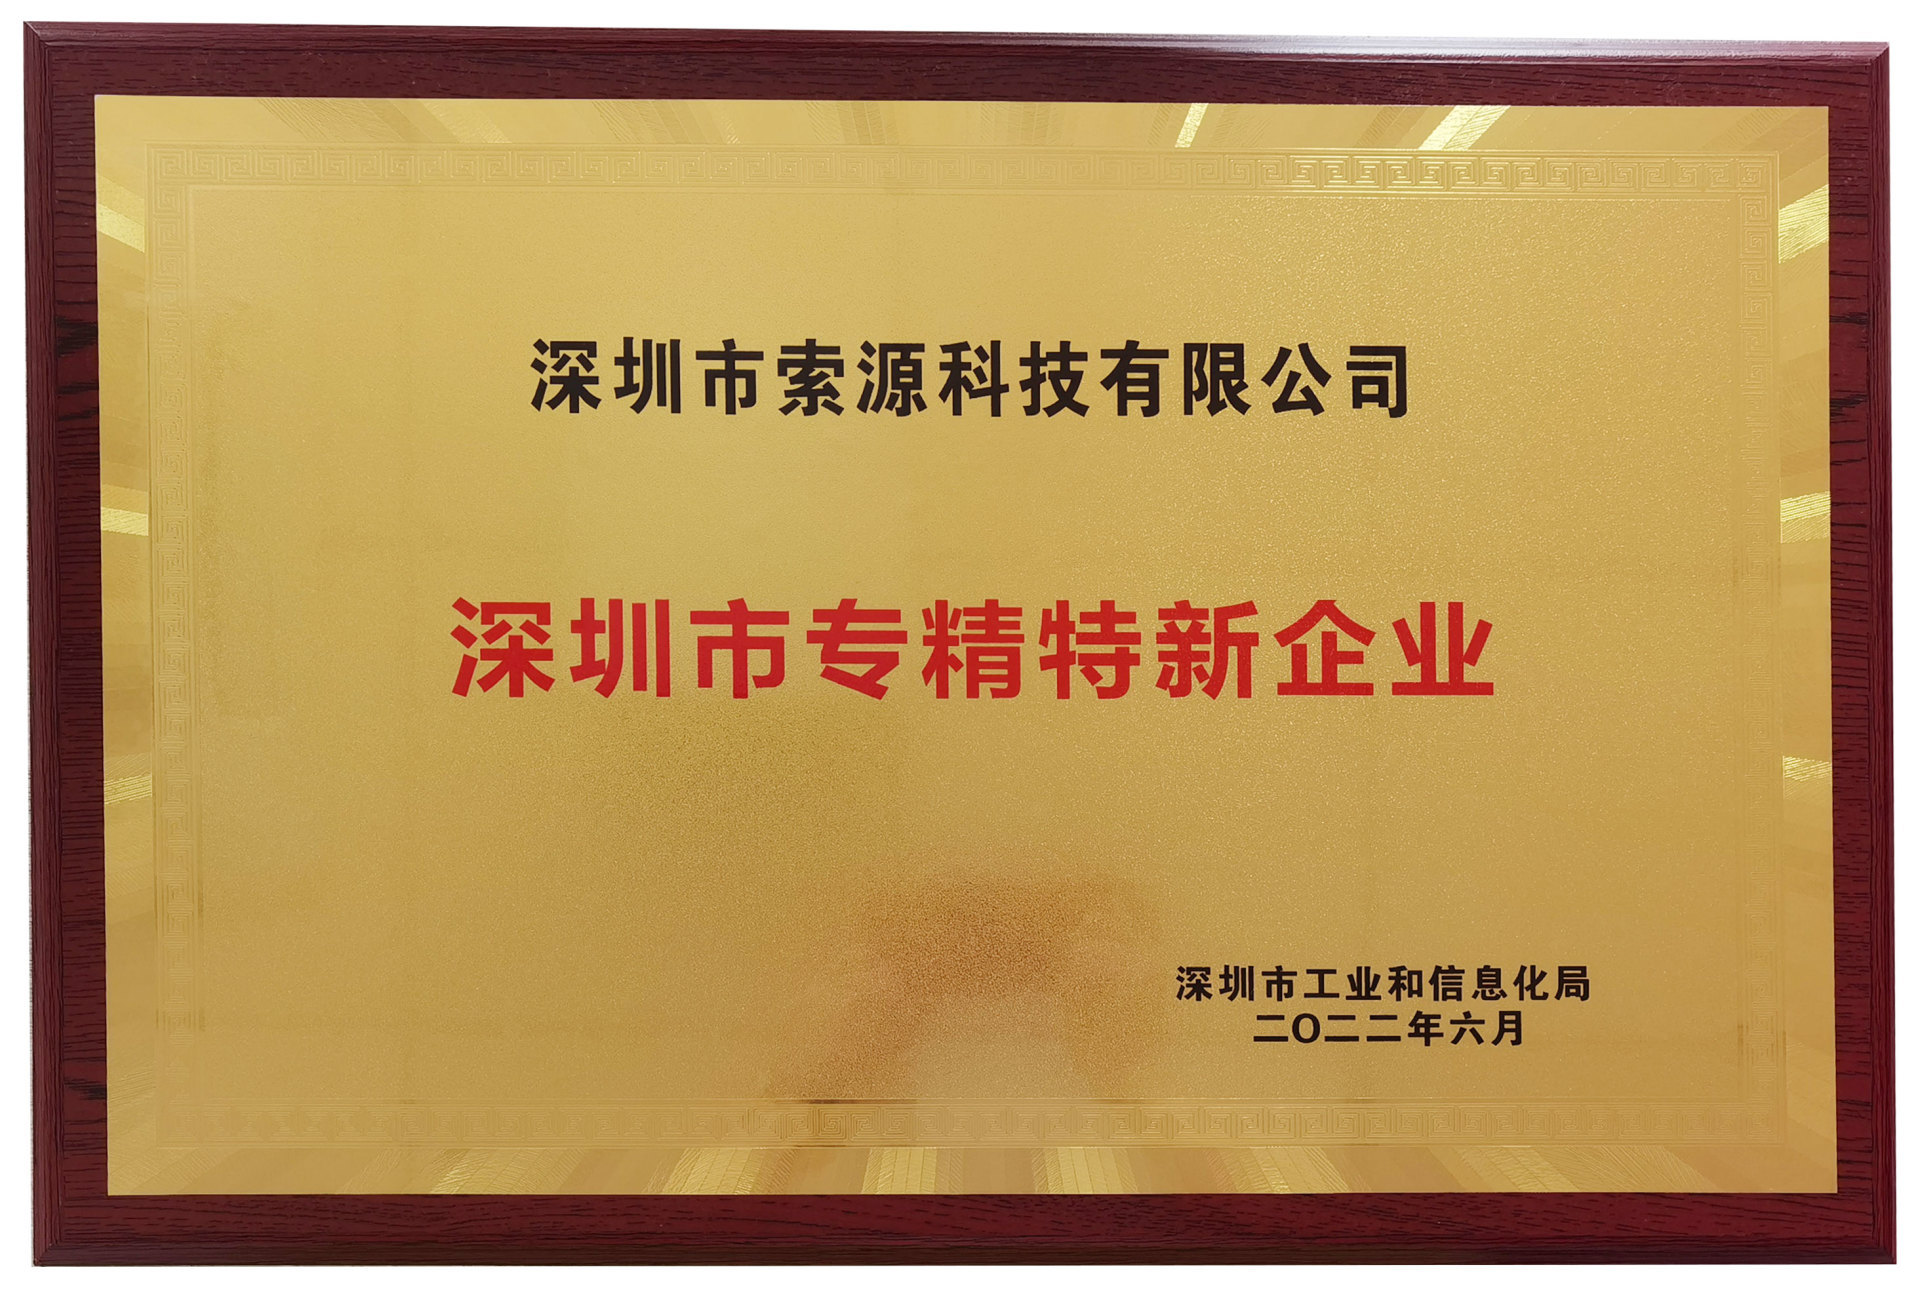 深圳市索源科技有限公司
深圳市专精特新企业
深圳市工业和信息化局
二〇二二年六月